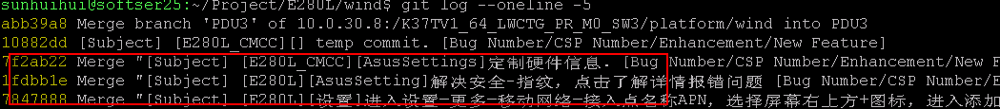 sunhuihui@softser25:~/Project/E280L/wind$ git log --oneline -5
abb39a8 Merge branch 'PDU3' of 10.0.30.8:/K37TV1_64_LWCTG_PR_M0_SW3/platform/wind into PDU3
10882dd [Subject] [E280L_CMCC][] temp commit. [Bug Number/CSP Number/Enhancement/New Feature]
7f2ab22 Merge "[Subject] [E280L_CMCC][AsusSettings]定制硬件信息. [Bug Number/CSP Number/Enhancement/New F
1fdbb1e Merge "[Subject] [E280L][AsusSetting]解决安全-指纹，点击了解详情报错问题 [Bug Number/CSP Number/Enhance
7847888 Merge "[Subject] [E280L][设置]进入设置-更多-移动网络-接入点名称APN，选择屏幕右上方+图标，进入添加